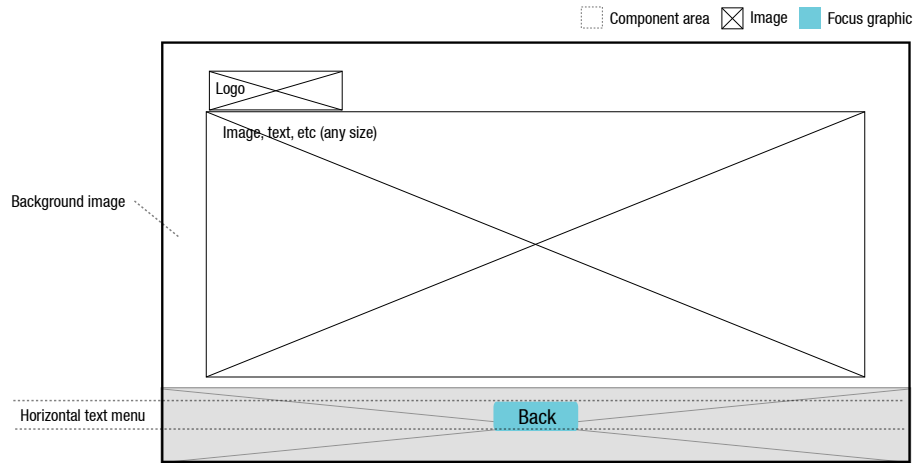 Component area
Image
Focus graphic
Logo
Image, text, etc (any size)
Background image
Horizontal text menu
Back